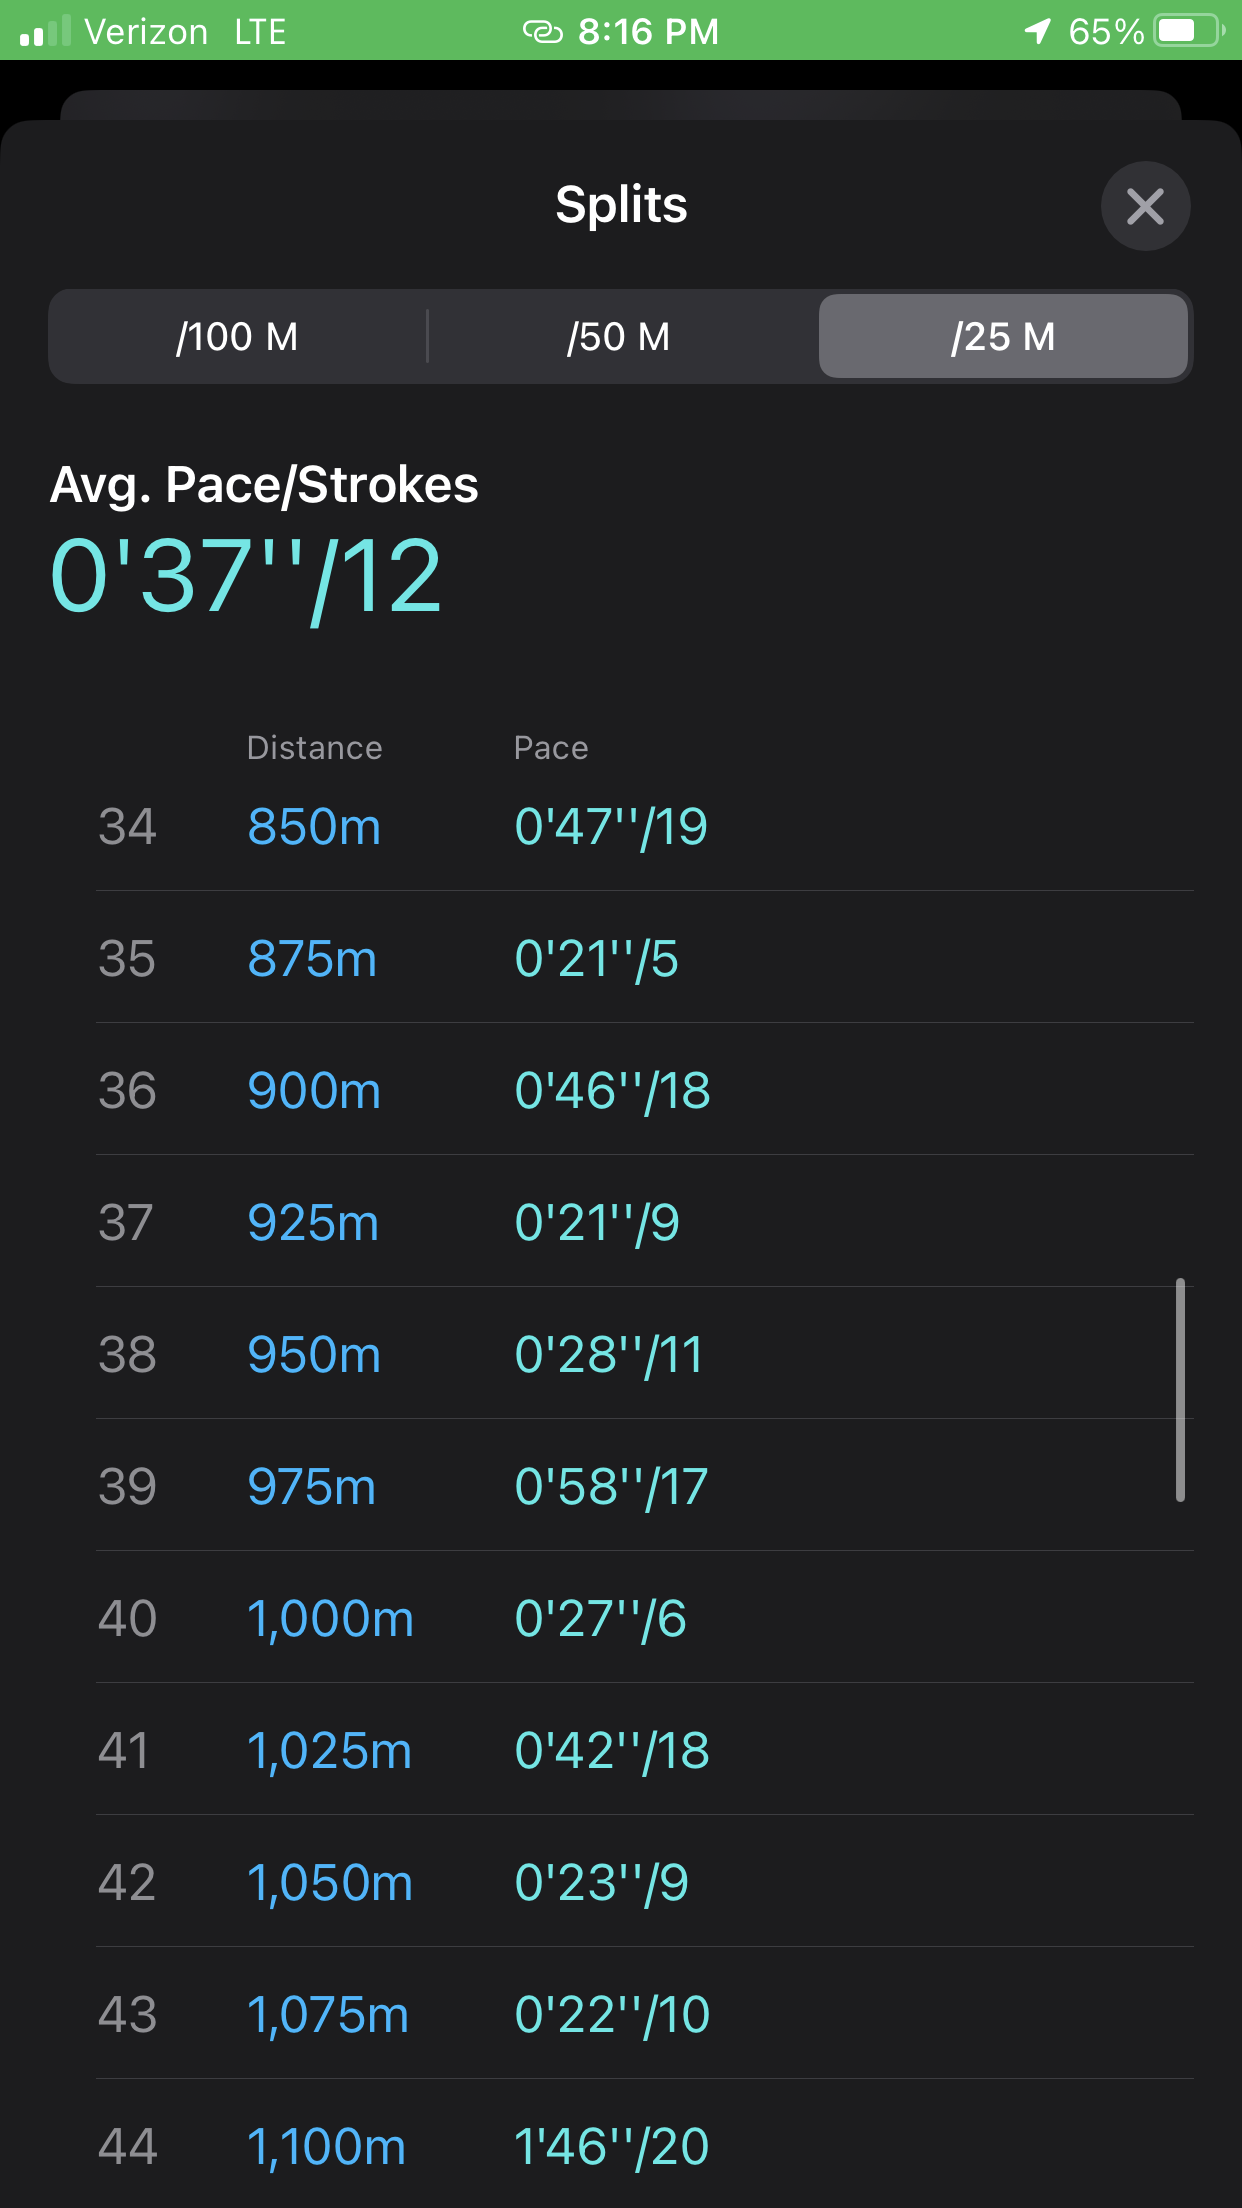 Verizon LTE 8:16 PM 65%
Splits
/100 M /50 M /25 M
Avg. Pace/Strokes
0'37''/12
Distance Pace
34 850m 0'47''/19
35 875m 0'21''/5
36 900m 0'46''/18
37 925m 0'21''/9
38 950m 0'28''/11
39 975m 0'58''/17
40 1,000m 0'27''/6
41 1,025m 0'42''/18
42 1,050m 0'23''/9
43 1,075m 0'22''/10
44 1,100m 1'46''/20